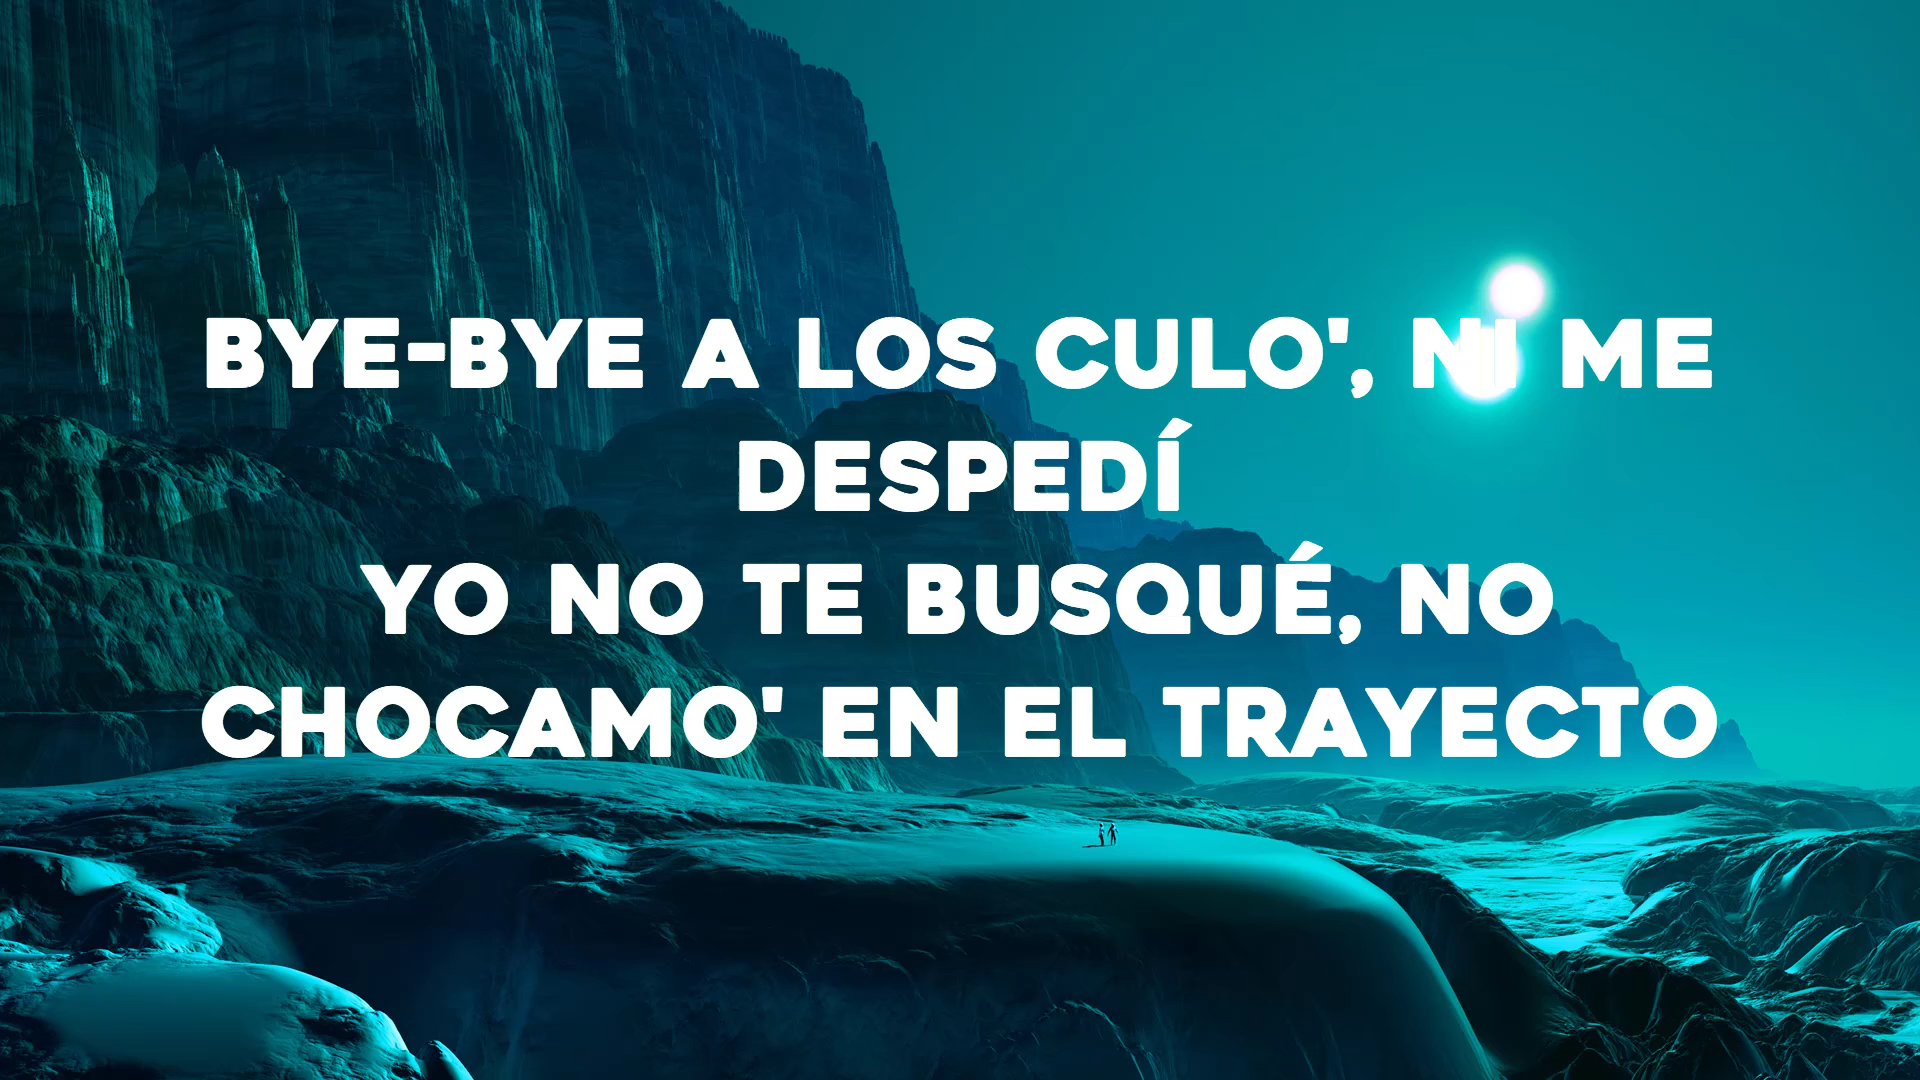 BYE-BYE A LOS CULO', NI ME
DESPEDÍ
YO NO TE BUSQUÉ, NO
CHOCAMO' EN EL TRAYECTO